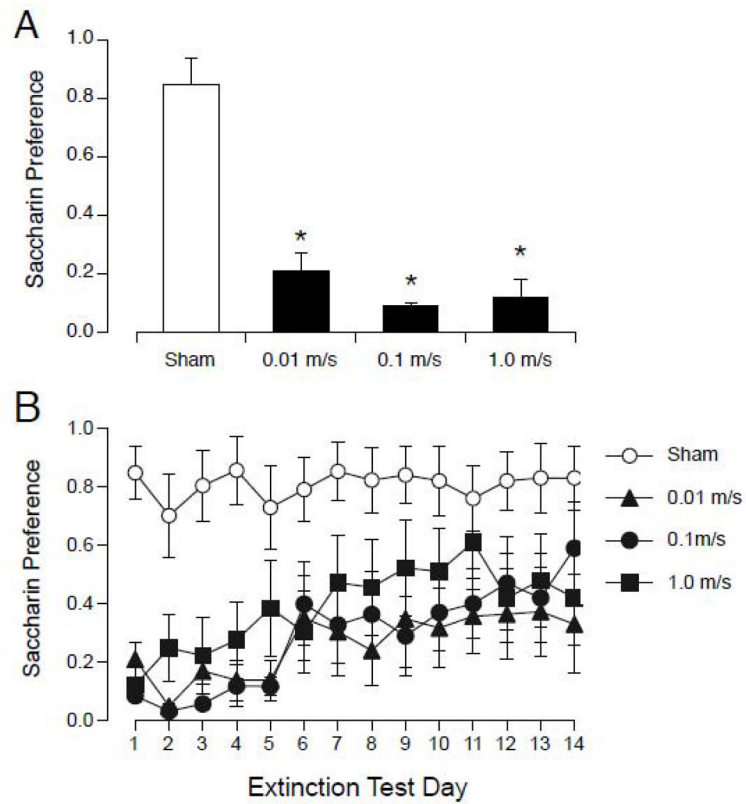 A
Saccharin Preference
1.0
0.8
0.6
0.4
0.2
0.0
*
*
*
Sham 0.01 m/s 0.1 m/s 1.0 m/s
B
Saccharin Preference
1.0
0.8
0.6
0.4
0.2
0.0
1 2 3 4 5 6 7 8 9 10 11 12 13 14
Extinction Test Day
Sham
0.01 m/s
0.1m/s
1.0 m/s